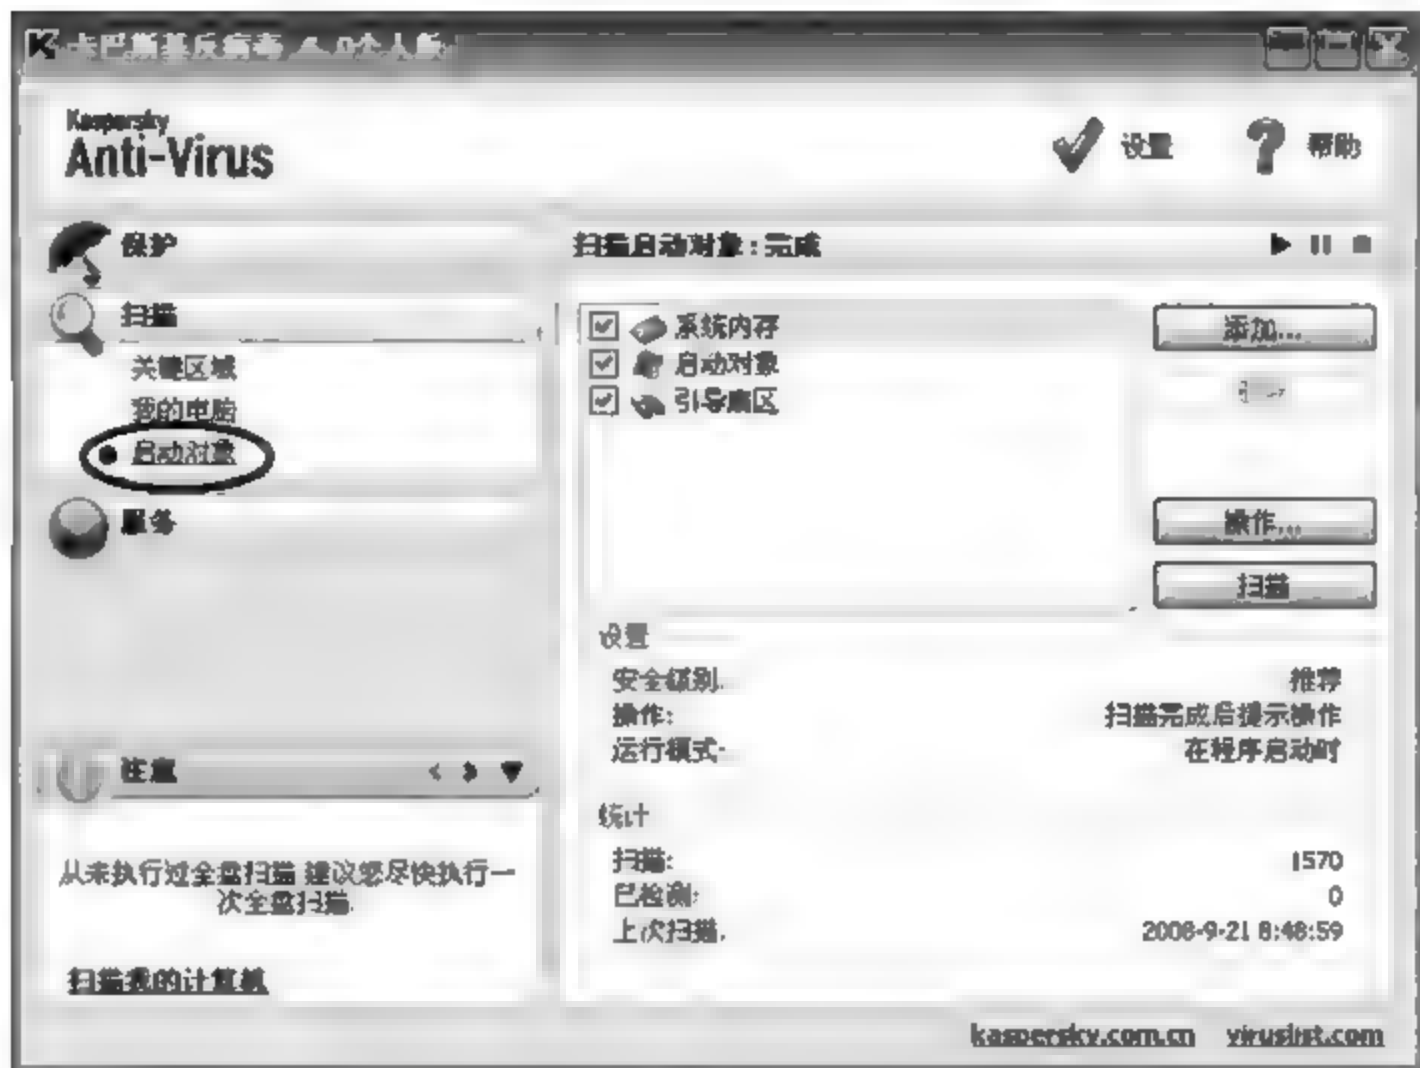 卡巴斯基反病毒 6.0个人版
Kaspersky
Anti-Virus
设置
帮助
保护
扫描
关键区域
我的电脑
启动对象
服务
扫描启动对象：完成
系统内存
启动对象
引导扇区
添加...
操作...
扫描
设置
安全级别:
推荐
操作:
扫描完成后提示操作
运行模式:
在程序启动时
统计
扫描:
1570
已检测:
0
上次扫描:
2008-9-21 8:48:59
注意
从未执行过全盘扫描 建议您尽快执行一
次全盘扫描.
扫描我的计算机
kaspersky.com.cn
viruslist.com